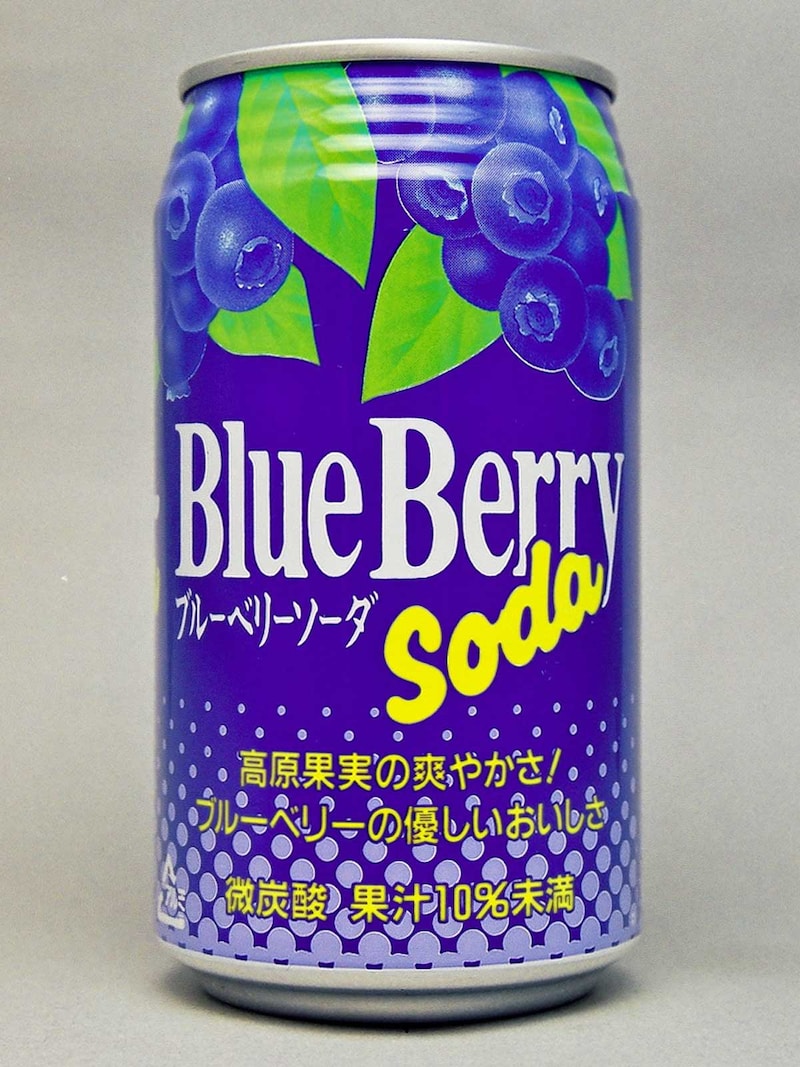 Blue Berry
ブルーベリーソーダ
Soda
高原果実の爽やかさ!
ブルーベリーの優しいおいしさ
微炭酸 果汁10%未満